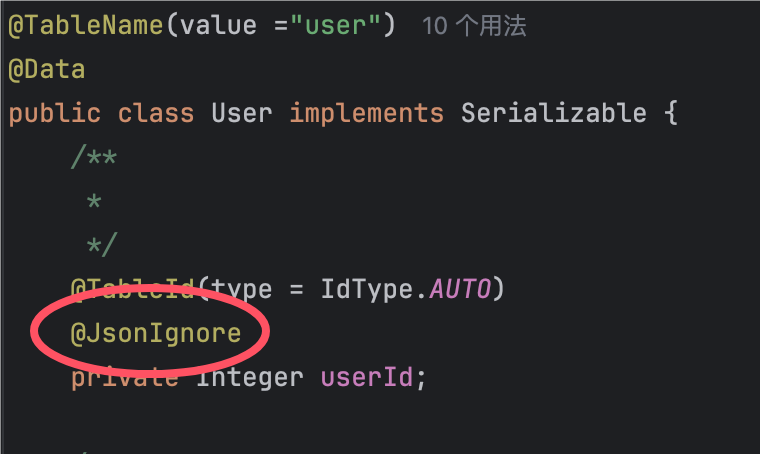 @TableName(value ="user") 10 个用法
@Data
public class User implements Serializable {
/**
*
*/
@TableId(type = IdType.AUTO)
@JsonIgnore
private Integer userId;